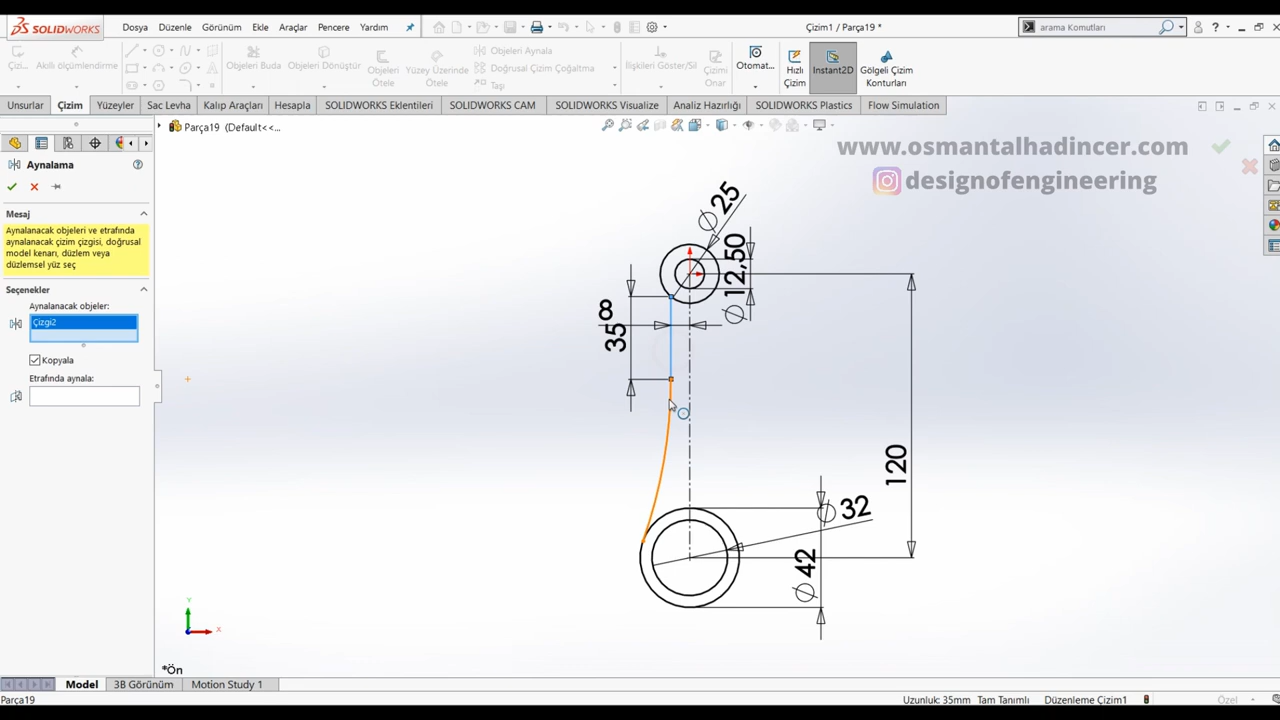 SOLIDWORKS
Dosya Düzenle Görünüm Ekle Araçlar Pencere Yardım
Çizim1 / Parça19 *
arama Komutları
Çizi... Akıllı ölçümlendirme
Objeleri Buda Objeleri Dönüştür Objeleri Ötele Yüzey Üzerinde Ötele
Objeleri Aynala
Doğrusal Çizim Çoğaltma
Taşı
İlişkileri Göster/Sil Çizimi Onar Otomat... Hızlı Çizim Instant2D Gölgeli Çizim Konturları
Unsurlar Çizim Yüzeyler Sac Levha Kalıp Araçları Hesapla SOLIDWORKS Eklentileri SOLIDWORKS CAM SOLIDWORKS Visualize Analiz Hazırlığı SOLIDWORKS Plastics Flow Simulation
Parça19 (Default<<...
www.osmantalhadincer.com
designofengineering
Aynalama
Mesaj
Aynalanacak objeleri ve etrafında
aynalanacak çizim çizgisi, doğrusal
model kenarı, düzlem veya
düzlemsel yüz seç
Seçenekler
Aynalanacak objeler:
Çizgi2
Kopyala
Etrafında aynala:
∅ 25
∅ 12,50
8
35
120
∅ 32
∅ 42
Y
X
*Ön
Model 3B Görünüm Motion Study 1
Parça19 Uzunluk: 35mm Tam Tanımlı Düzenleme Çizim1 Özel